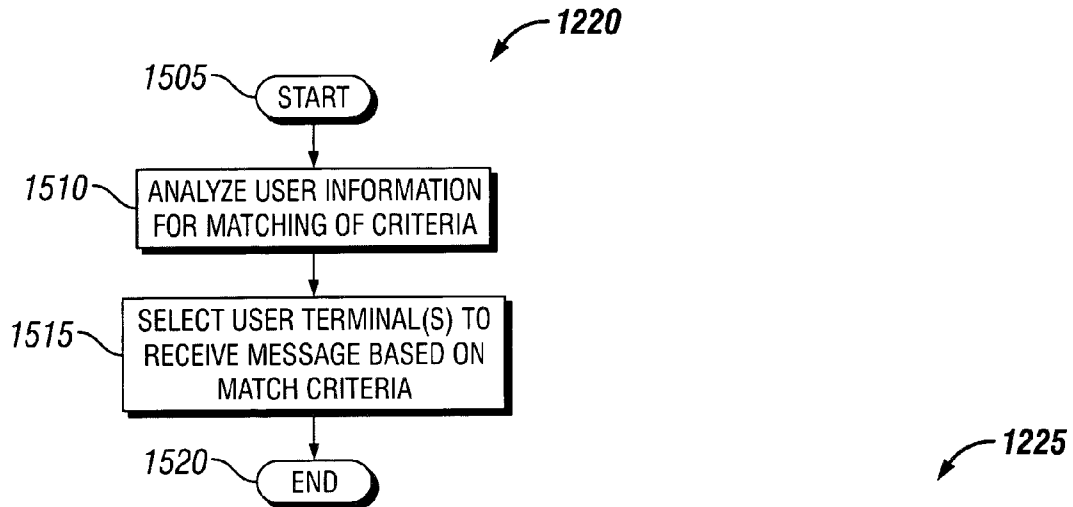 1220
1505
START
1510
ANALYZE USER INFORMATION
FOR MATCHING OF CRITERIA
1515
SELECT USER TERMINAL(S) TO
RECEIVE MESSAGE BASED ON
MATCH CRITERIA
1520
END
1225